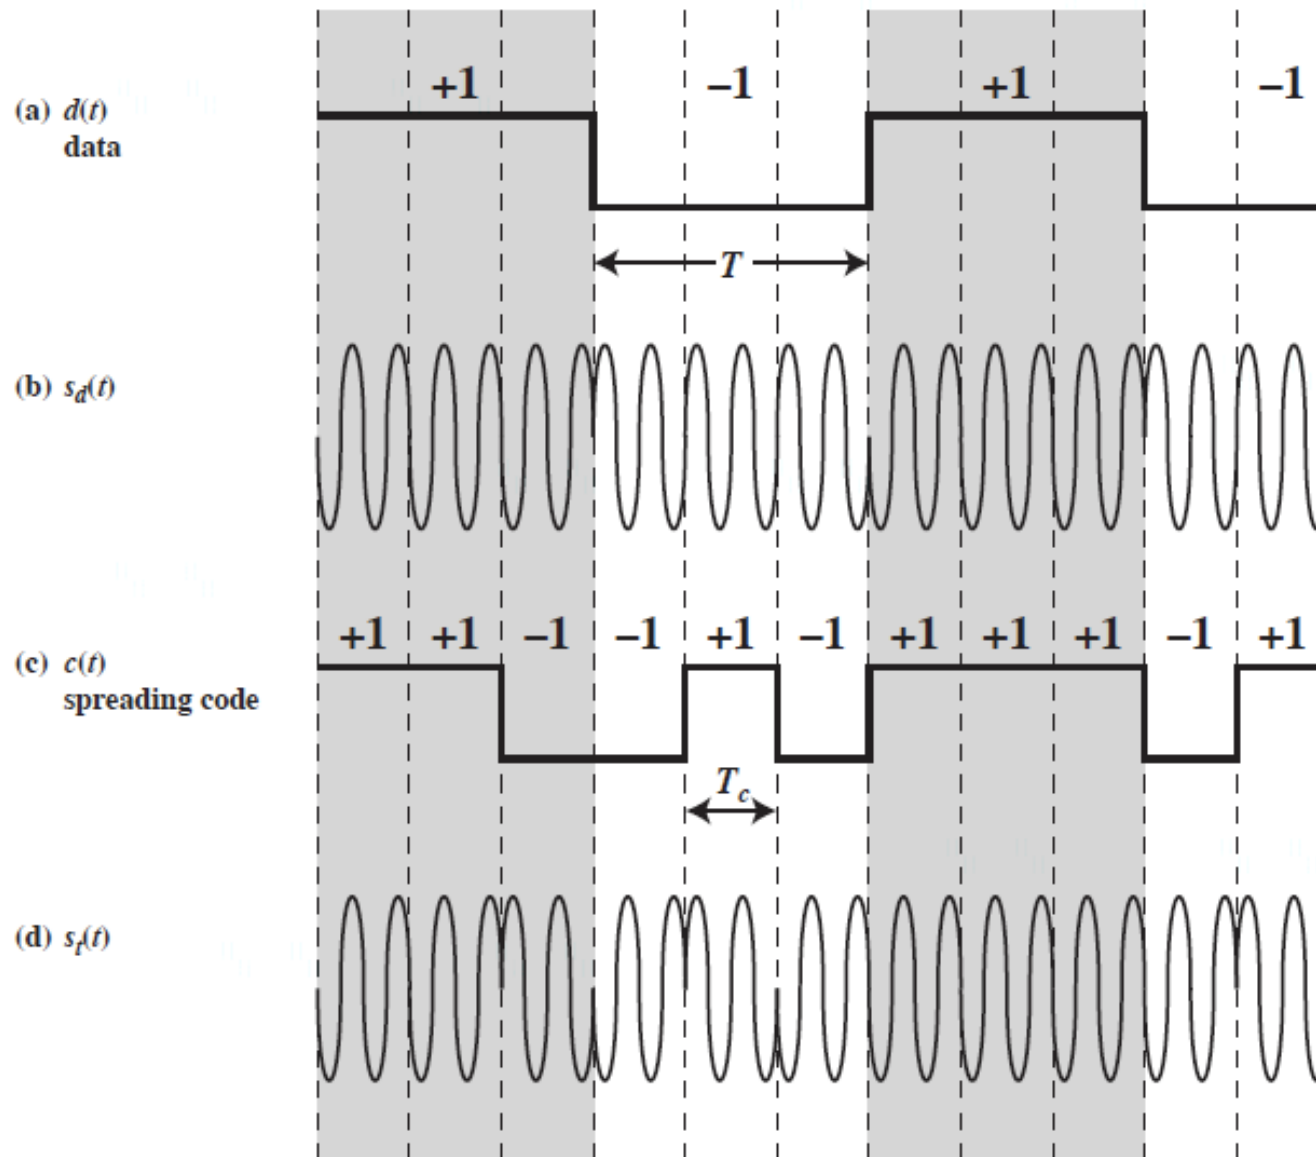 +1 −1 +1 −1
(a) d(t)
data
T
(b) s_d(t)
+1 +1 −1 −1 +1 −1 +1 +1 +1 −1 +1
(c) c(t)
spreading code
T_c
(d) s_t(t)